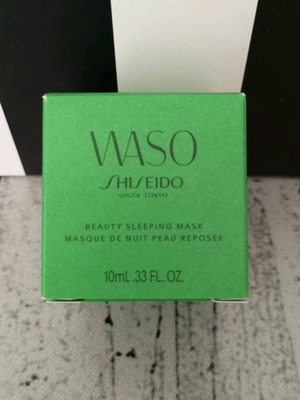 WASO
SHISEIDO
GINZA TOKYO
BEAUTY SLEEPING MASK
MASQUE DE NUIT PEAU REPOSÉE
10mL .33 FL. OZ.